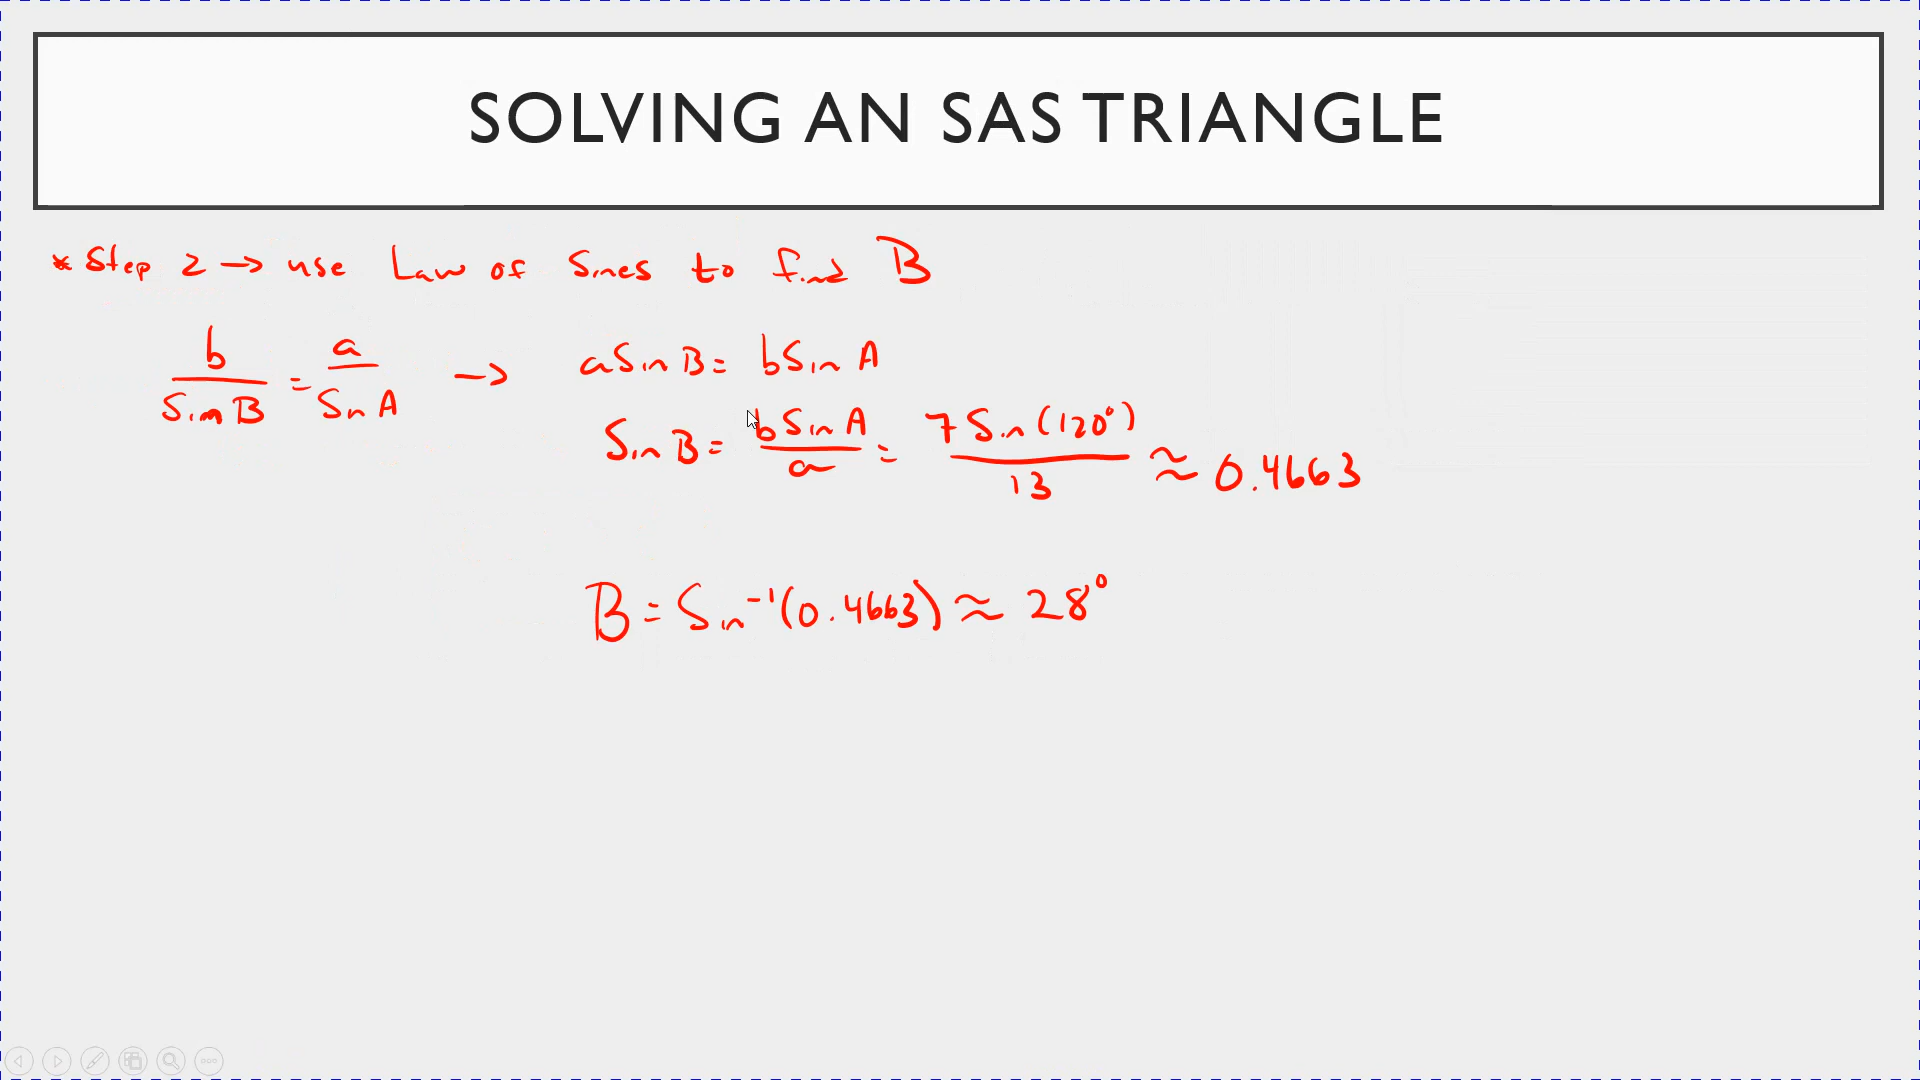 SOLVING AN SAS TRIANGLE
* Step 2 → use Law of Sines to find B
b/Sin B = a/Sin A → a Sin B = b Sin A
Sin B = b Sin A/a = 7 Sin (120°)/13 ≈ 0.4663
B = Sin⁻¹(0.4663) ≈ 28°